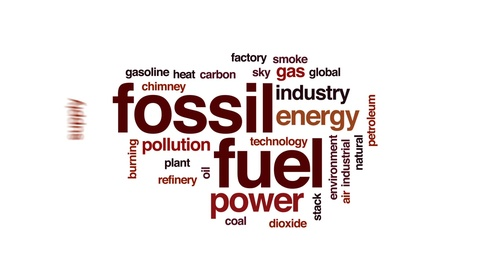 factory smoke
gasoline heat carbon sky gas global
chimney
fossil industry
energy
burning pollution technology
plant
fuel
refinery oil
power
coal dioxide
stack
environment
air industrial
natural
petroleum